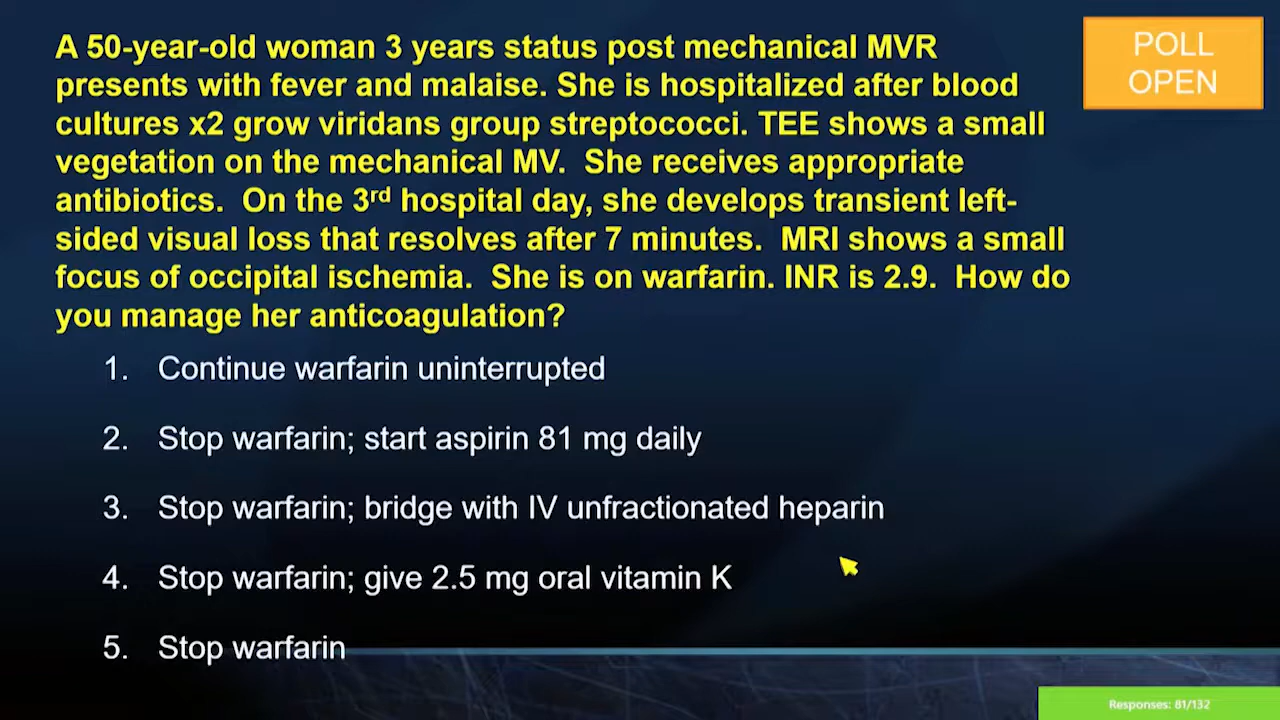 A 50-year-old woman 3 years status post mechanical MVR
presents with fever and malaise. She is hospitalized after blood
cultures x2 grow viridans group streptococci. TEE shows a small
vegetation on the mechanical MV.  She receives appropriate
antibiotics.  On the 3rd hospital day, she develops transient left-
sided visual loss that resolves after 7 minutes.  MRI shows a small
focus of occipital ischemia.  She is on warfarin. INR is 2.9.  How do
you manage her anticoagulation?
1. Continue warfarin uninterrupted
2. Stop warfarin; start aspirin 81 mg daily
3. Stop warfarin; bridge with IV unfractionated heparin
4. Stop warfarin; give 2.5 mg oral vitamin K
5. Stop warfarin
POLL
OPEN
Responses: 81/132